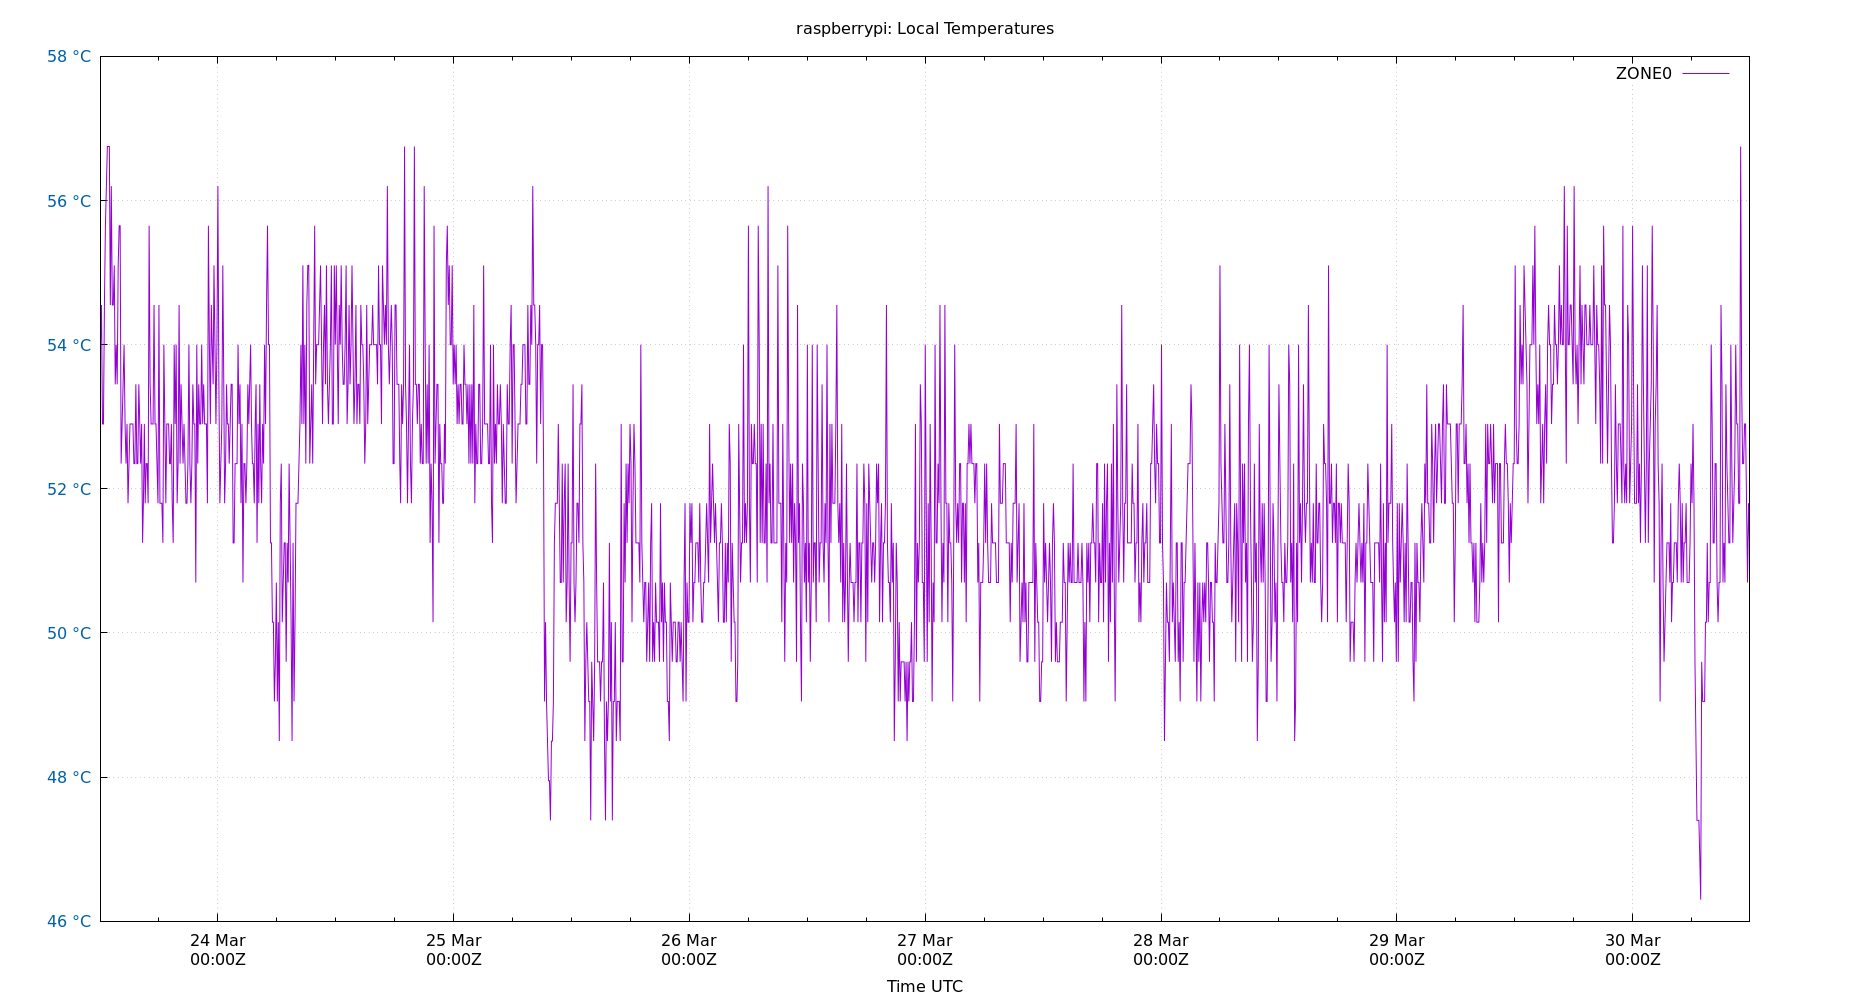 raspberrypi: Local Temperatures
58 °C
ZONE0
56 °C
54 °C
52 °C
50 °C
48 °C
46 °C
24 Mar 25 Mar 26 Mar 27 Mar 28 Mar 29 Mar 30 Mar
00:00Z 00:00Z 00:00Z 00:00Z 00:00Z 00:00Z 00:00Z
Time UTC